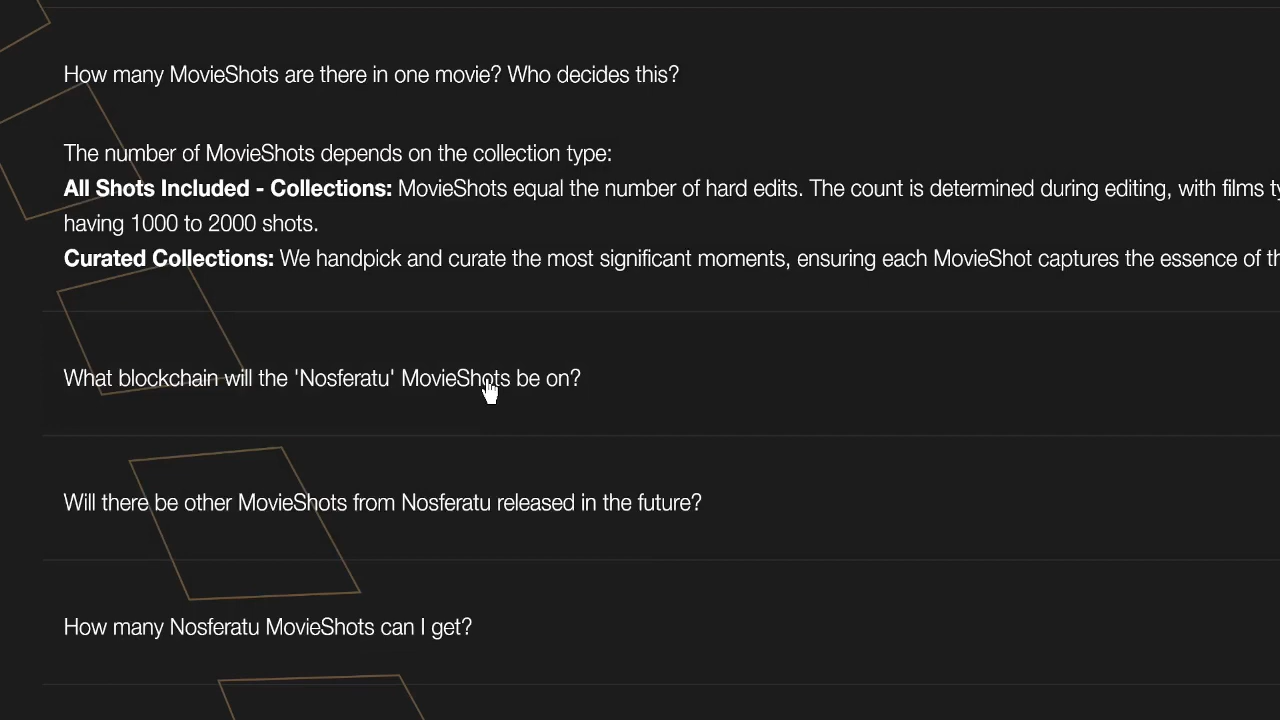 How many MovieShots are there in one movie? Who decides this?
The number of MovieShots depends on the collection type:
All Shots Included - Collections: MovieShots equal the number of hard edits. The count is determined during editing, with films
having 1000 to 2000 shots.
Curated Collections: We handpick and curate the most significant moments, ensuring each MovieShot captures the essence of
What blockchain will the 'Nosferatu' MovieShots be on?
Will there be other MovieShots from Nosferatu released in the future?
How many Nosferatu MovieShots can I get?